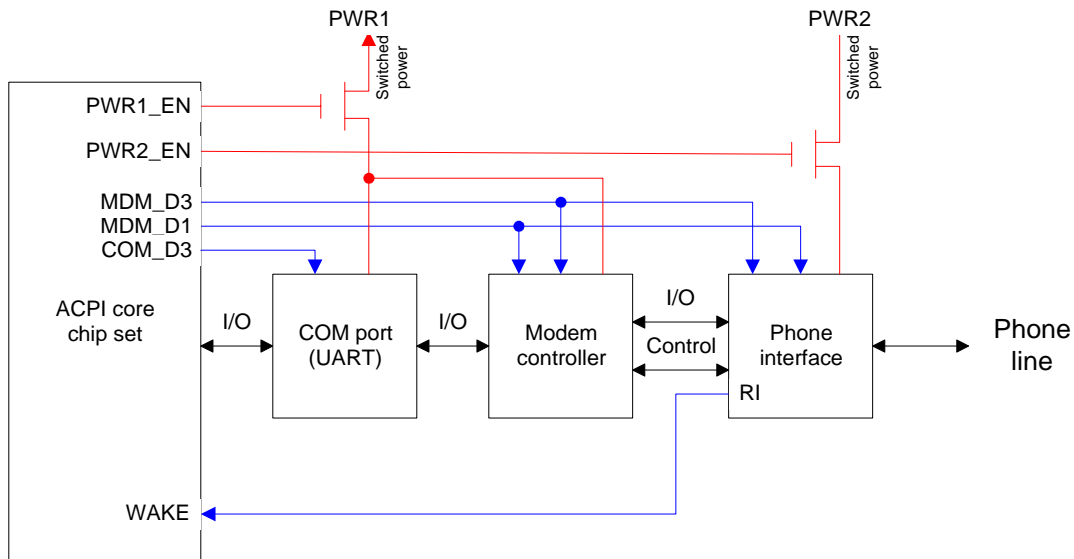 PWR1
PWR2
Switched
power
Switched
power
PWR1_EN
PWR2_EN
MDM_D3
MDM_D1
COM_D3
ACPI core
chip set
I/O
COM port
(UART)
I/O
Modem
controller
I/O
Control
Phone
interface
RI
Phone
line
WAKE